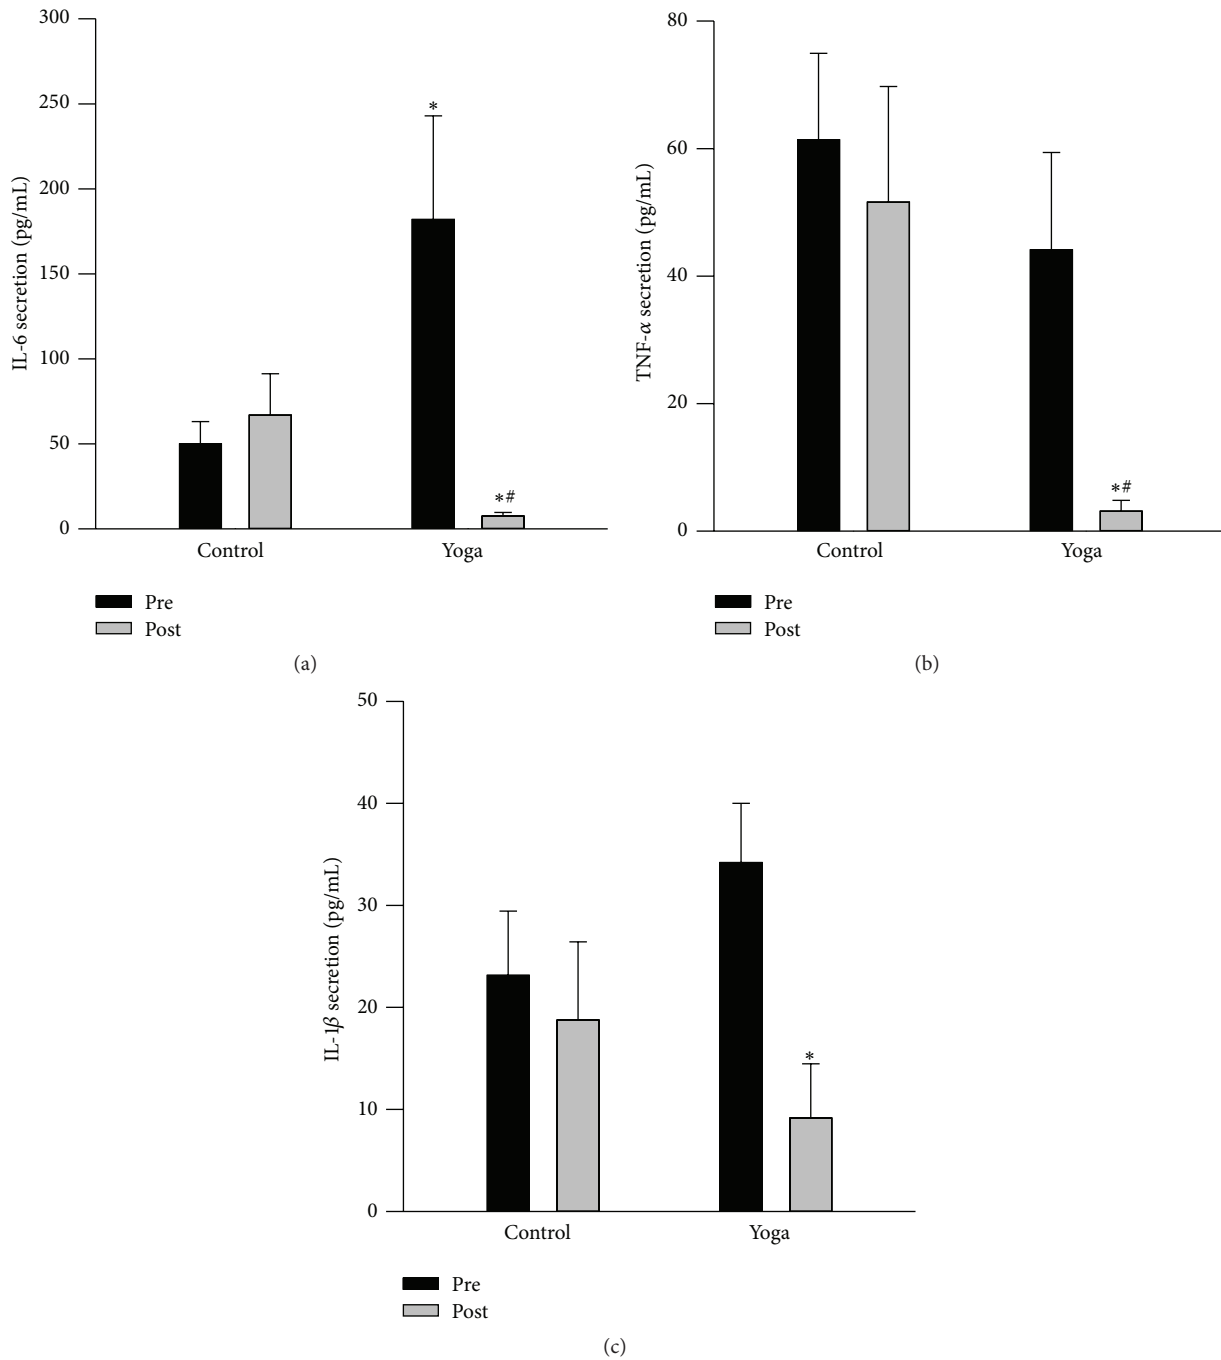 300
250
200
150
100
50
0
IL-6 secretion (pg/mL)
*
*#
Control Yoga
Pre
Post
(a)
80
60
40
20
0
TNF-α secretion (pg/mL)
*#
Control Yoga
Pre
Post
(b)
50
40
30
20
10
0
IL-1β secretion (pg/mL)
*
Control Yoga
Pre
Post
(c)